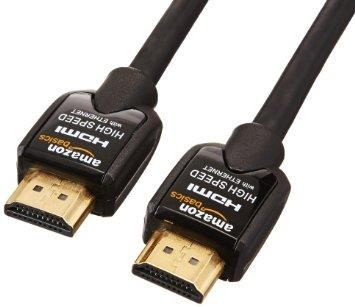 amazon
basics
HDMI
HIGH SPEED
with ETHERNET
amazon
basics
HDMI
HIGH SPEED
with ETHERNET